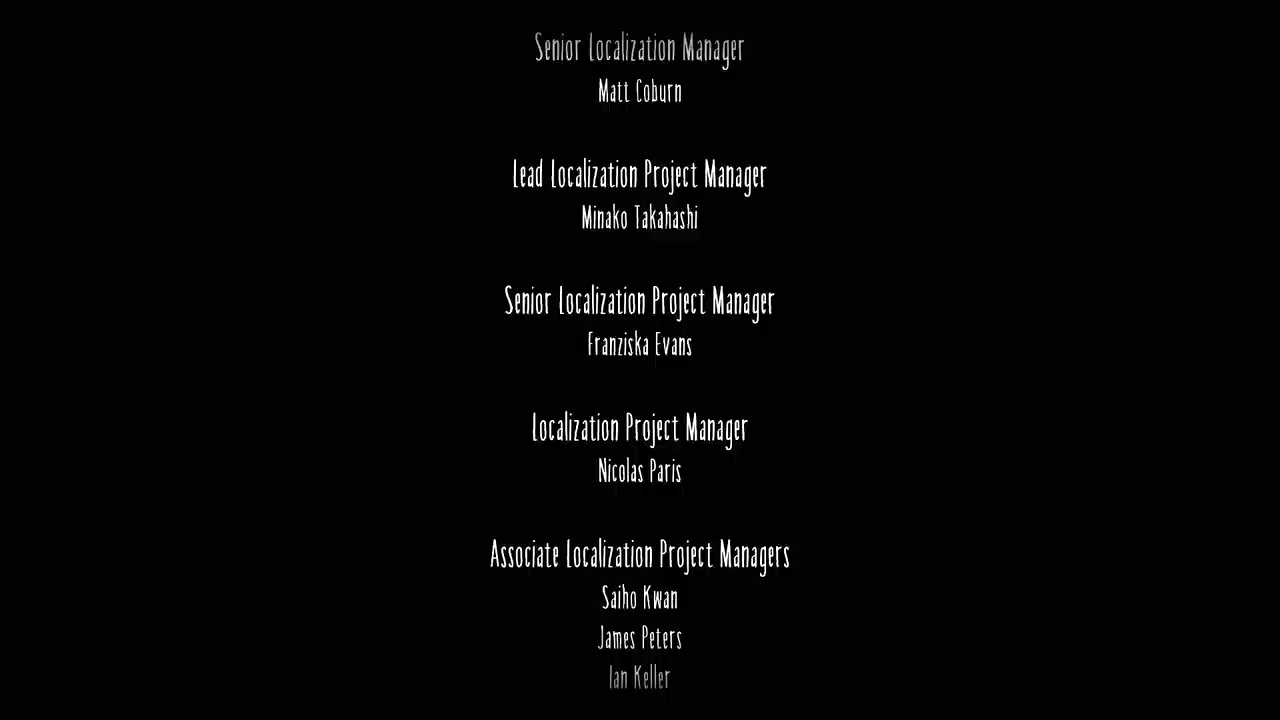 Senior Localization Manager
Matt Coburn
Lead Localization Project Manager
Minako Takahashi
Senior Localization Project Manager
Franziska Evans
Localization Project Manager
Nicolas Paris
Associate Localization Project Managers
Saiho Kwan
James Peters
Ian Keller